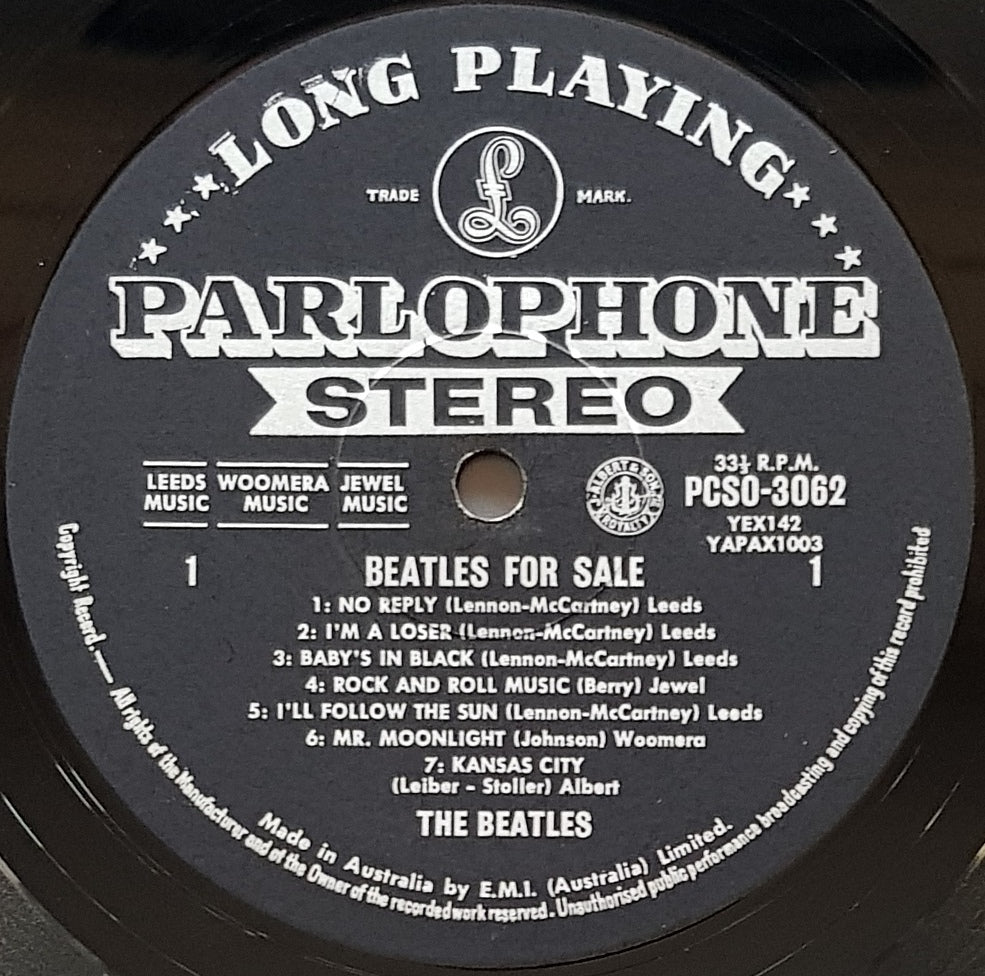 LONG PLAYING
TRADE £ MARK.
PARLOPHONE
STEREO
LEEDS MUSIC
WOOMERA MUSIC
JEWEL MUSIC
J. ALBERT & SON
ROYALTY
33⅓ R.P.M.
PCSO-3062
YEX142
YAPAX1003
1
1
BEATLES FOR SALE
1: NO REPLY (Lennon-McCartney) Leeds
2: I'M A LOSER (Lennon-McCartney) Leeds
3: BABY'S IN BLACK (Lennon-McCartney) Leeds
4: ROCK AND ROLL MUSIC (Berry) Jewel
5: I'LL FOLLOW THE SUN (Lennon-McCartney) Leeds
6: MR. MOONLIGHT (Johnson) Woomera
7: KANSAS CITY
(Leiber - Stoller) Albert
THE BEATLES
Made in Australia by E.M.I. (Australia) Limited.
Copyright Record.— All rights of the Manufacturer and of the Owner of the recorded work reserved. Unauthorised public performance broadcasting and copying of this record prohibited